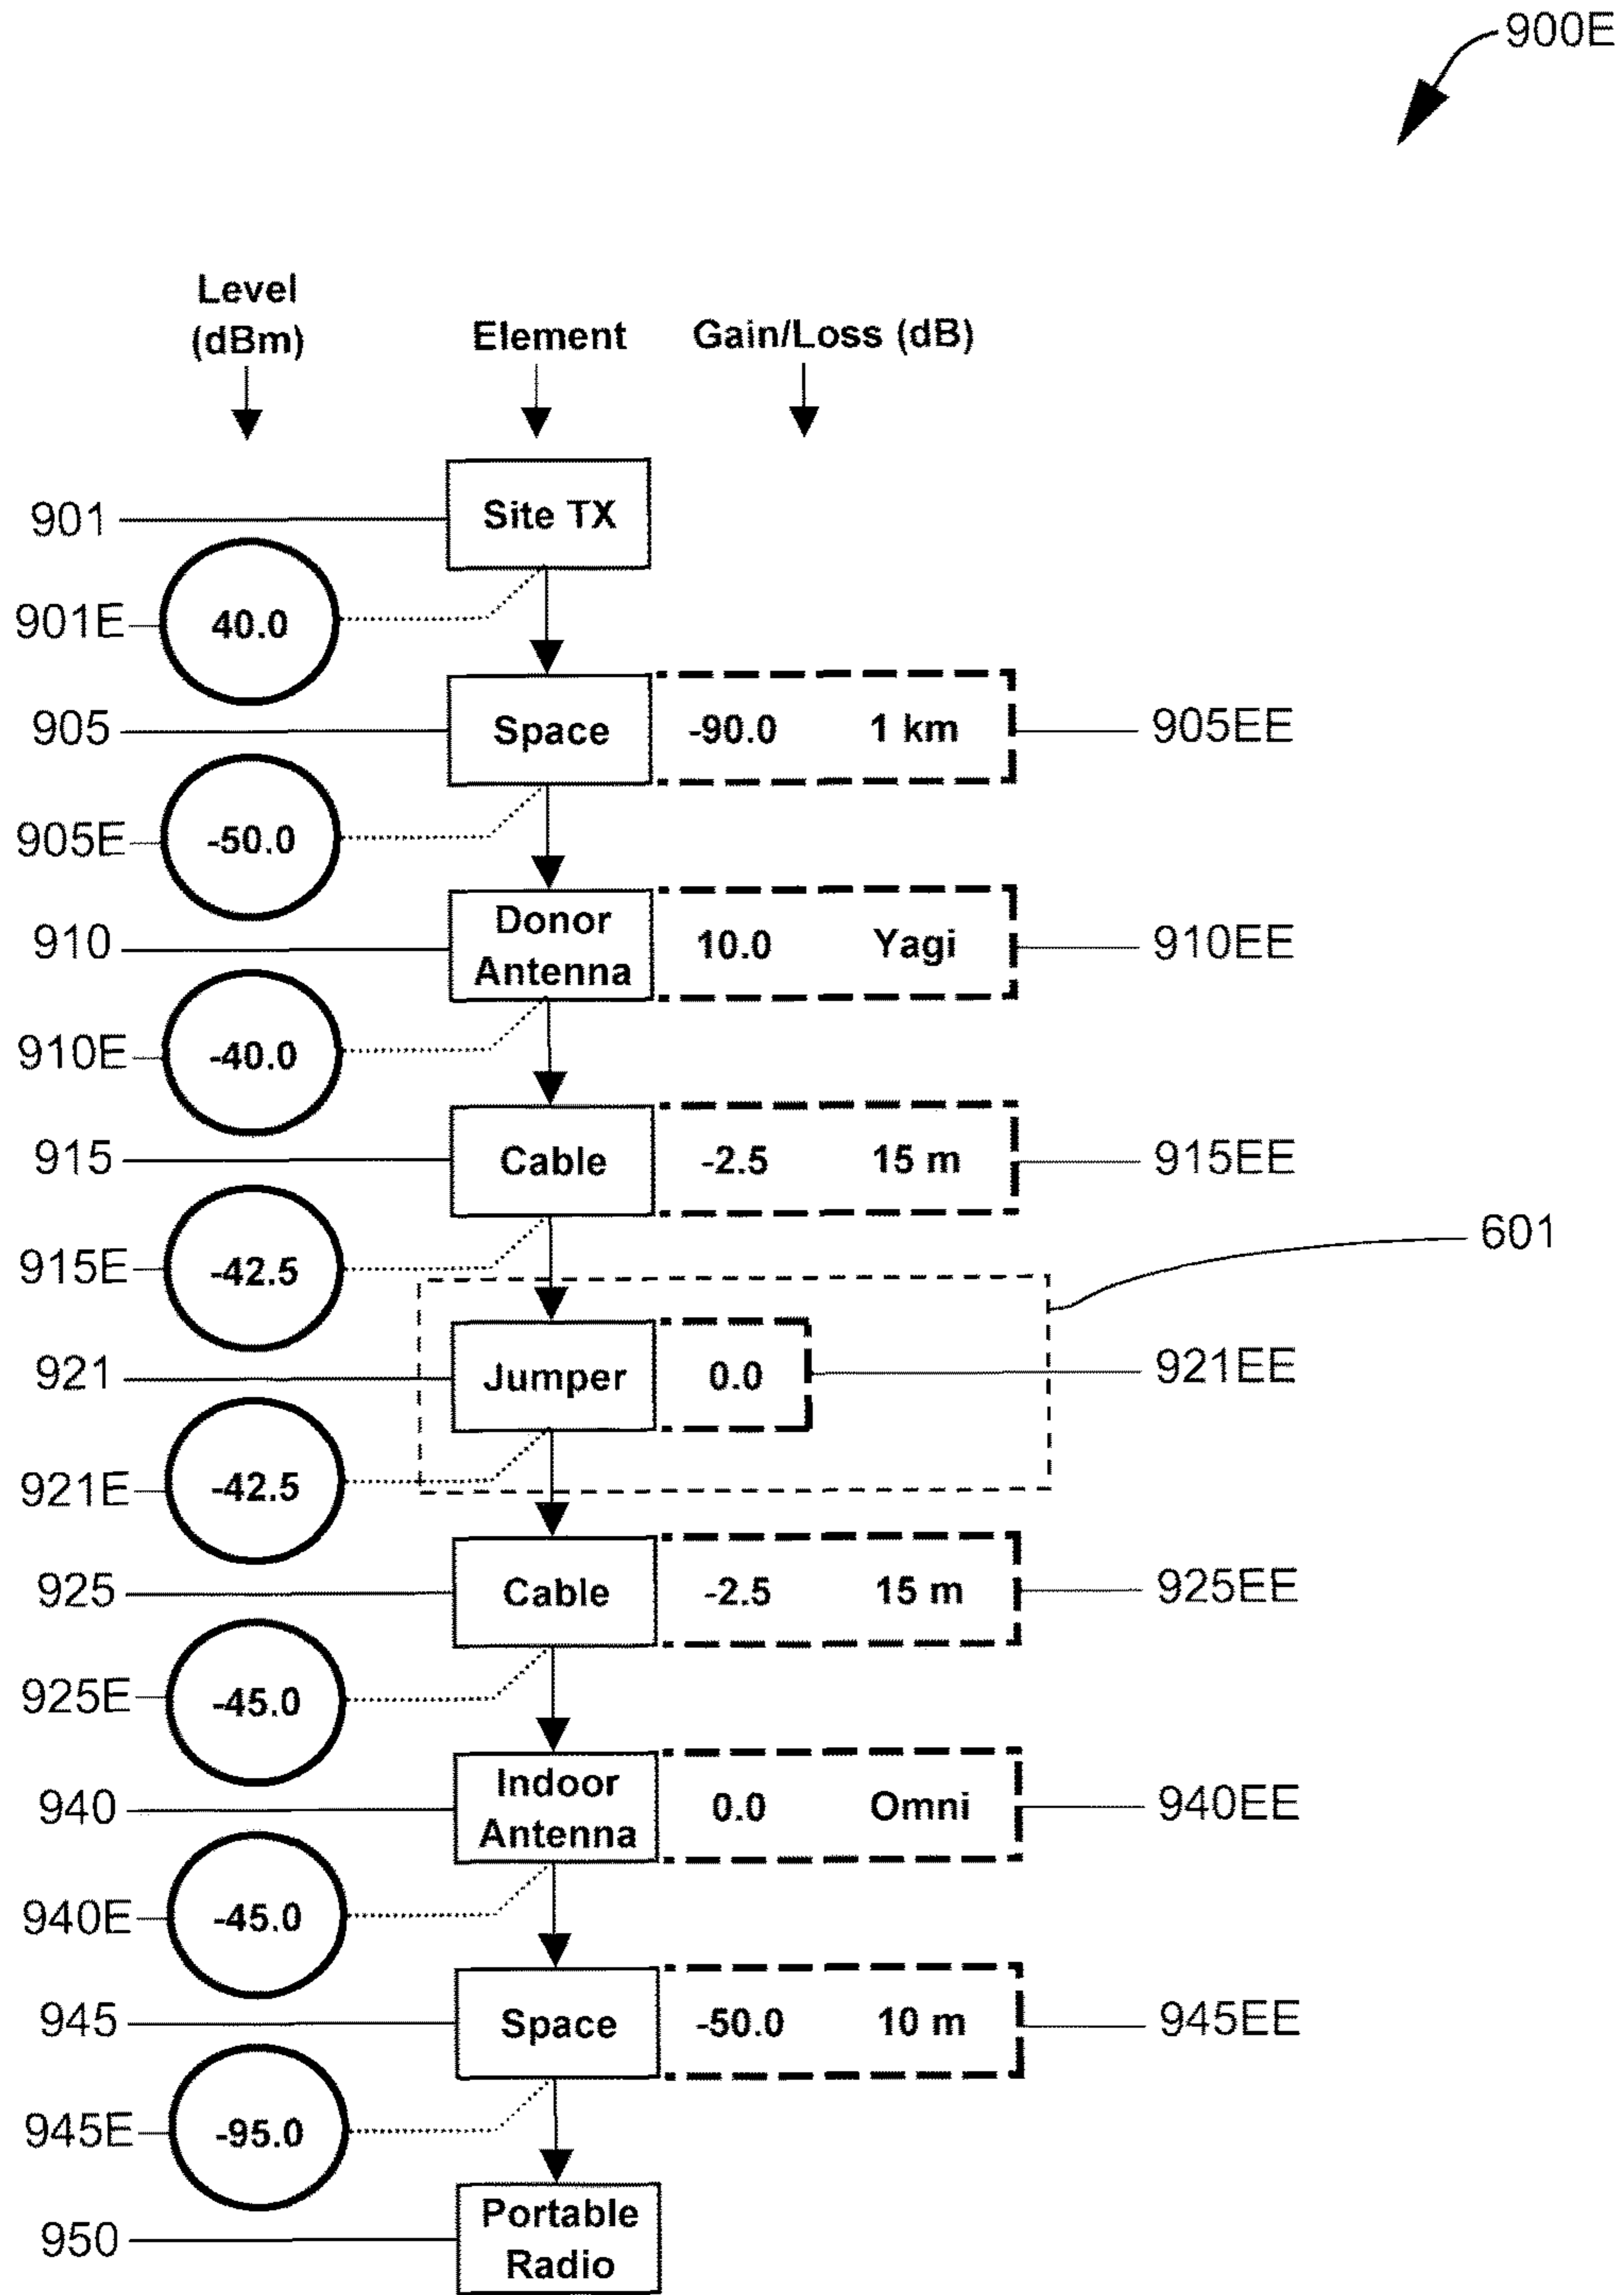 900E
Level
(dBm)
Element
Gain/Loss (dB)
901
Site TX
901E
40.0
905
Space
-90.0 1 km
905EE
905E
-50.0
910
Donor
Antenna
10.0 Yagi
910EE
910E
-40.0
915
Cable
-2.5 15 m
915EE
915E
-42.5
601
921
Jumper
0.0
921EE
921E
-42.5
925
Cable
-2.5 15 m
925EE
925E
-45.0
940
Indoor
Antenna
0.0 Omni
940EE
940E
-45.0
945
Space
-50.0 10 m
945EE
945E
-95.0
950
Portable
Radio